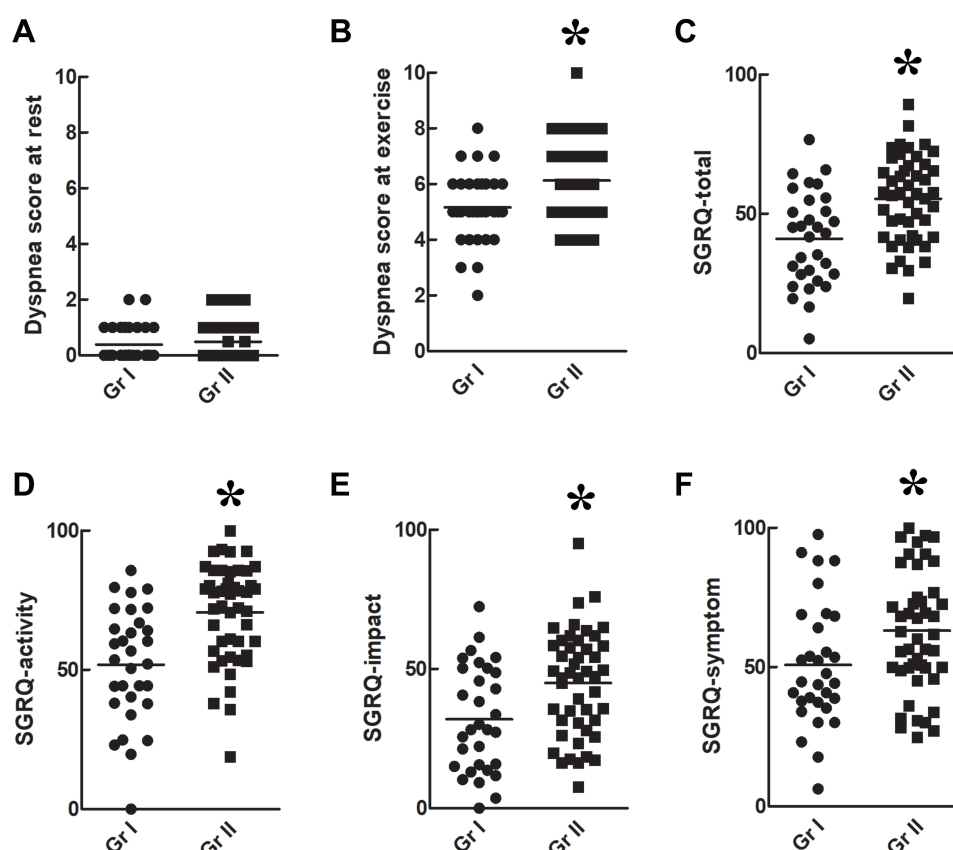 A
Dyspnea score at rest
10
8
6
4
2
0
Gr I
Gr II
B
*
Dyspnea score at exercise
10
8
6
4
2
0
Gr I
Gr II
C
*
SGRQ-total
100
50
0
Gr I
Gr II
D
*
SGRQ-activity
100
50
0
Gr I
Gr II
E
*
SGRQ-impact
100
50
0
Gr I
Gr II
F
*
SGRQ-symptom
100
50
0
Gr I
Gr II